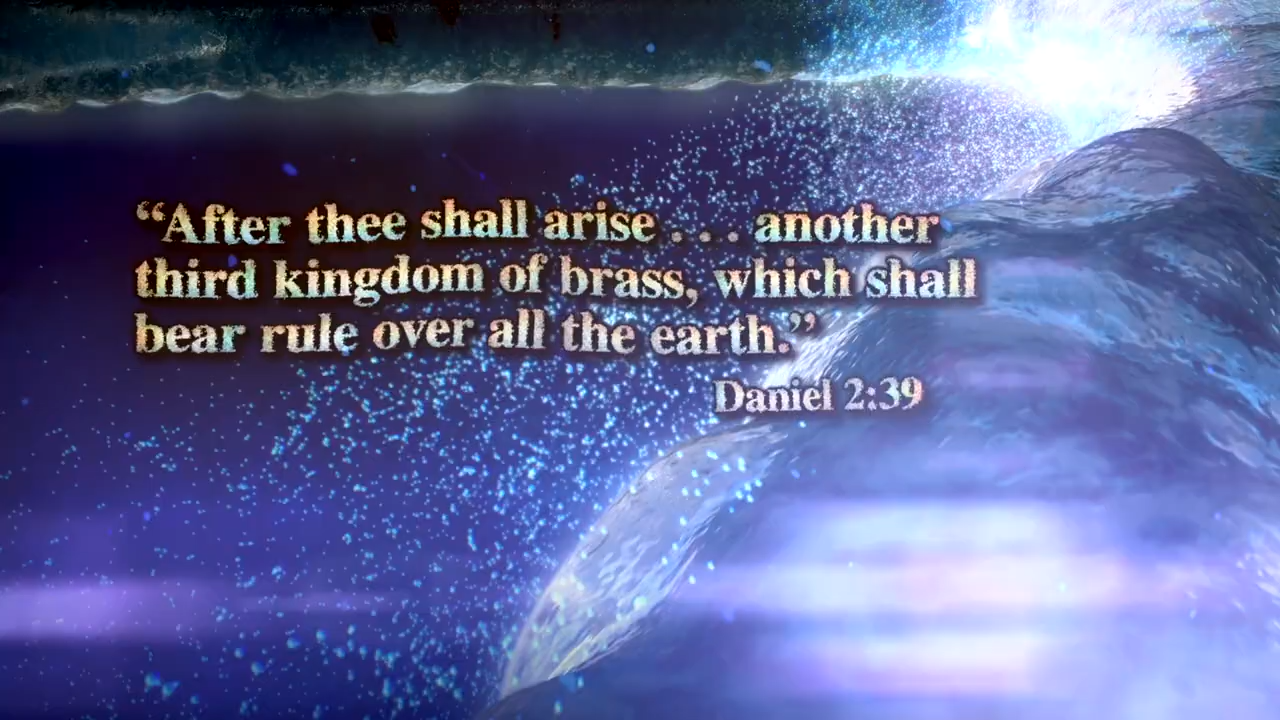 “After thee shall arise . . . another
third kingdom of brass, which shall
bear rule over all the earth.”
Daniel 2:39